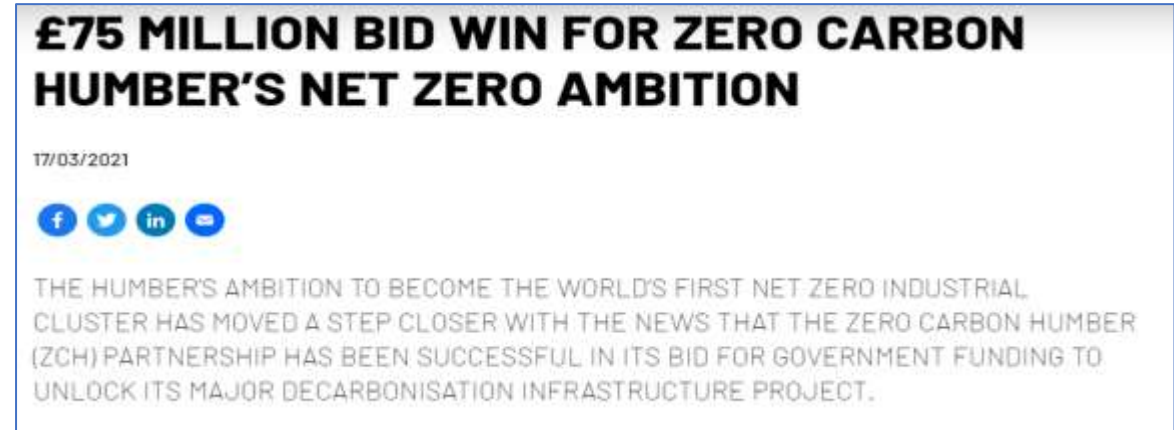 £75 MILLION BID WIN FOR ZERO CARBON
HUMBER'S NET ZERO AMBITION
17/03/2021
f in
THE HUMBER'S AMBITION TO BECOME THE WORLD'S FIRST NET ZERO INDUSTRIAL
CLUSTER HAS MOVED A STEP CLOSER WITH THE NEWS THAT THE ZERO CARBON HUMBER
(ZCH) PARTNERSHIP HAS BEEN SUCCESSFUL IN ITS BID FOR GOVERNMENT FUNDING TO
UNLOCK ITS MAJOR DECARBONISATION INFRASTRUCTURE PROJECT.